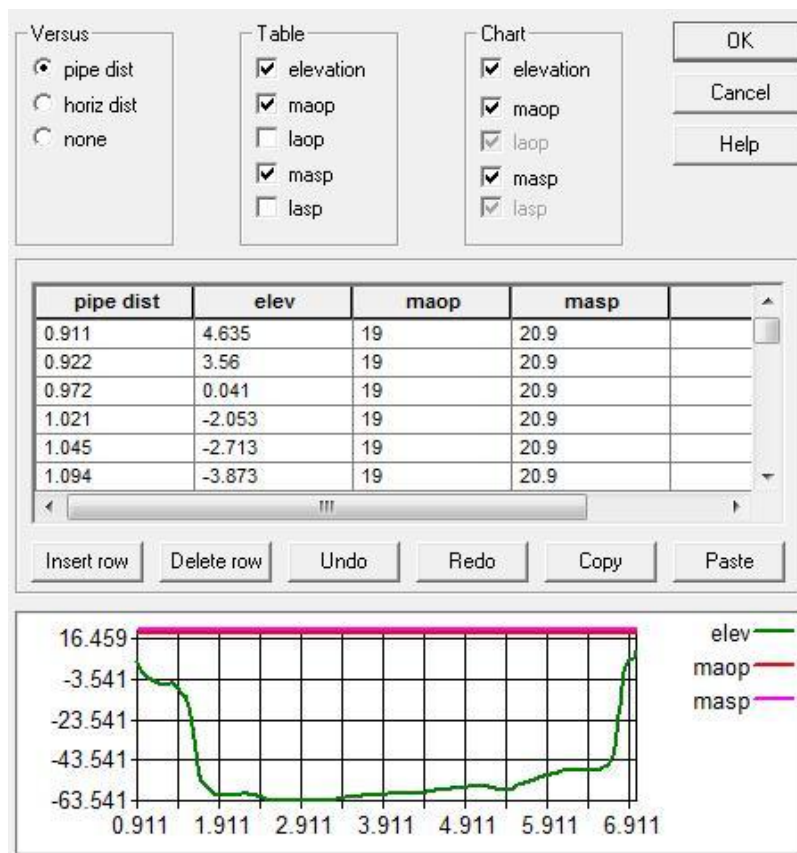 Versus
pipe dist
horiz dist
none
Table
elevation
maop
laop
masp
lasp
Chart
elevation
maop
laop
masp
lasp
OK
Cancel
Help
pipe dist elev maop masp
0.911 4.635 19 20.9
0.922 3.56 19 20.9
0.972 0.041 19 20.9
1.021 -2.053 19 20.9
1.045 -2.713 19 20.9
1.094 -3.873 19 20.9
Insert row Delete row Undo Redo Copy Paste
16.459
-3.541
-23.541
-43.541
-63.541
0.911 1.911 2.911 3.911 4.911 5.911 6.911
elev
maop
masp